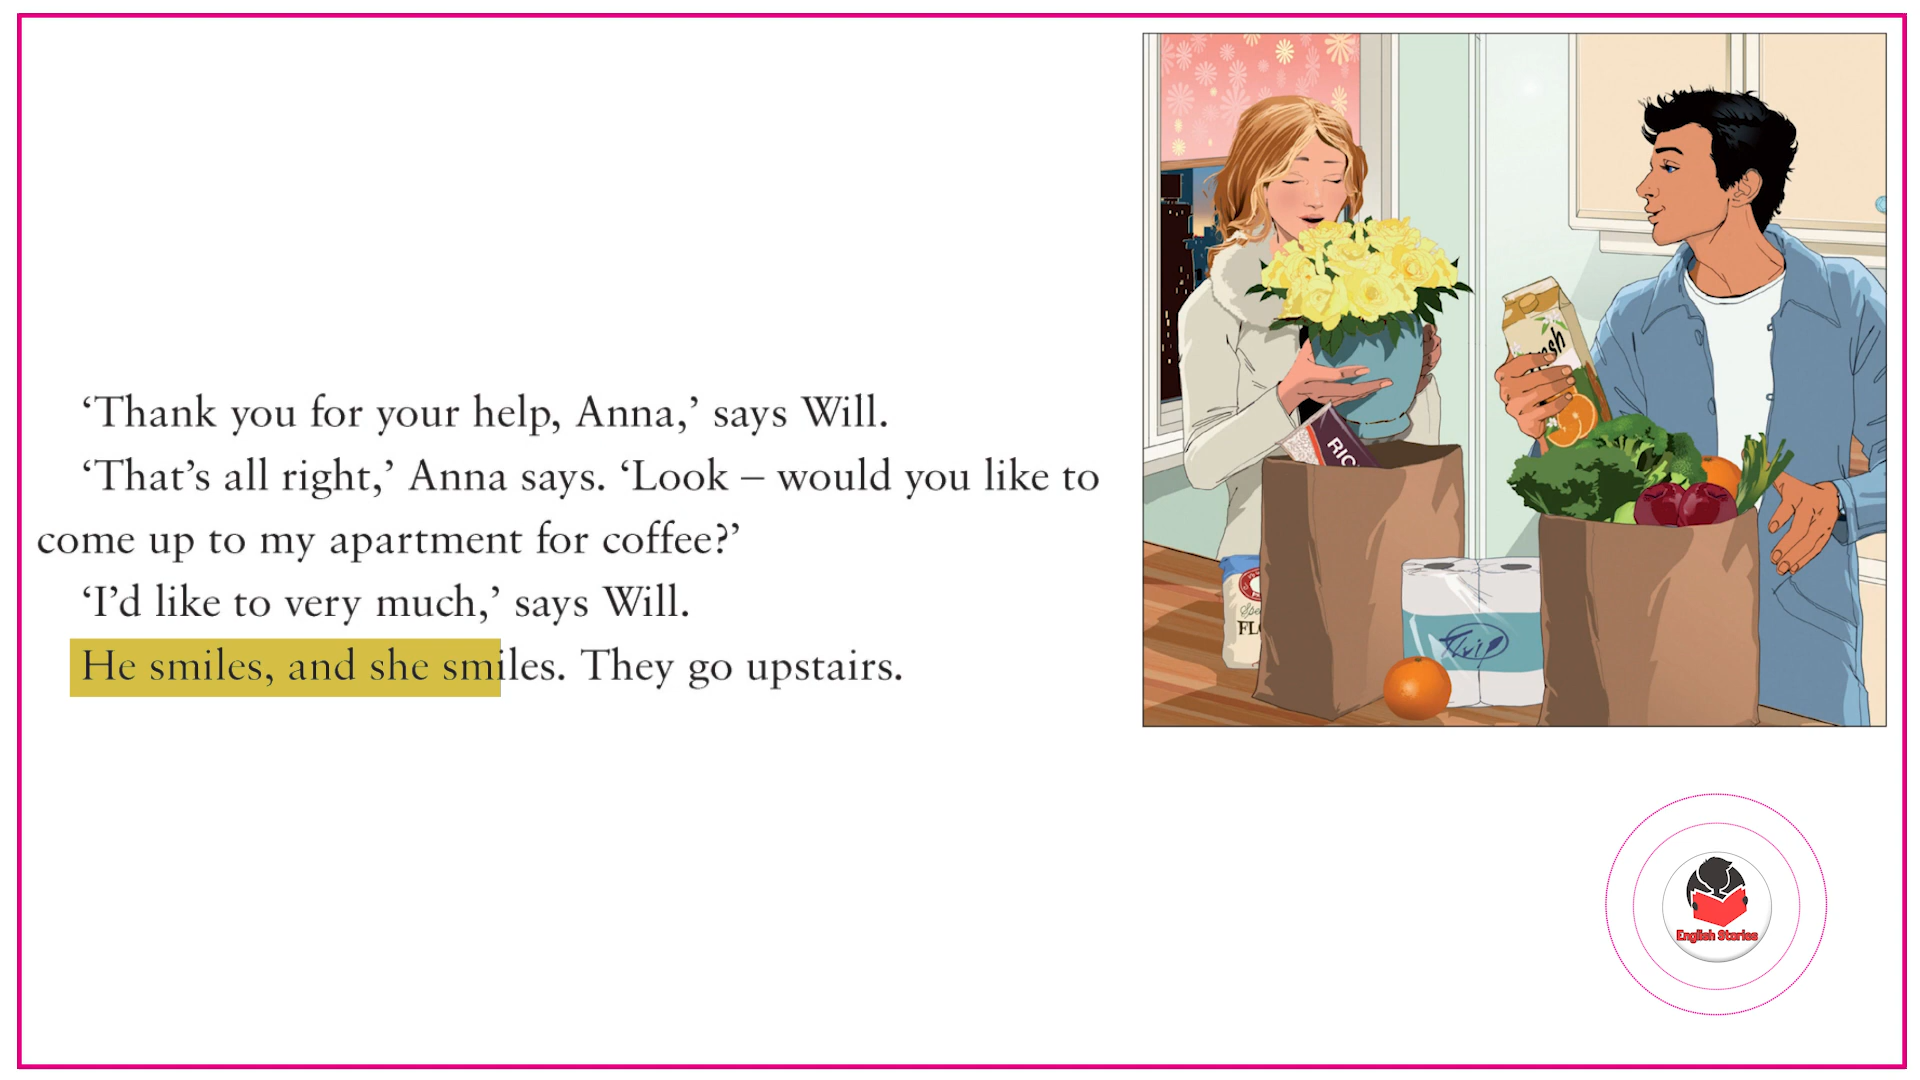 ‘Thank you for your help, Anna,’ says Will.
‘That’s all right,’ Anna says. ‘Look – would you like to
come up to my apartment for coffee?’
‘I’d like to very much,’ says Will.
He smiles, and she smiles. They go upstairs.
RIC
FL
English Stories